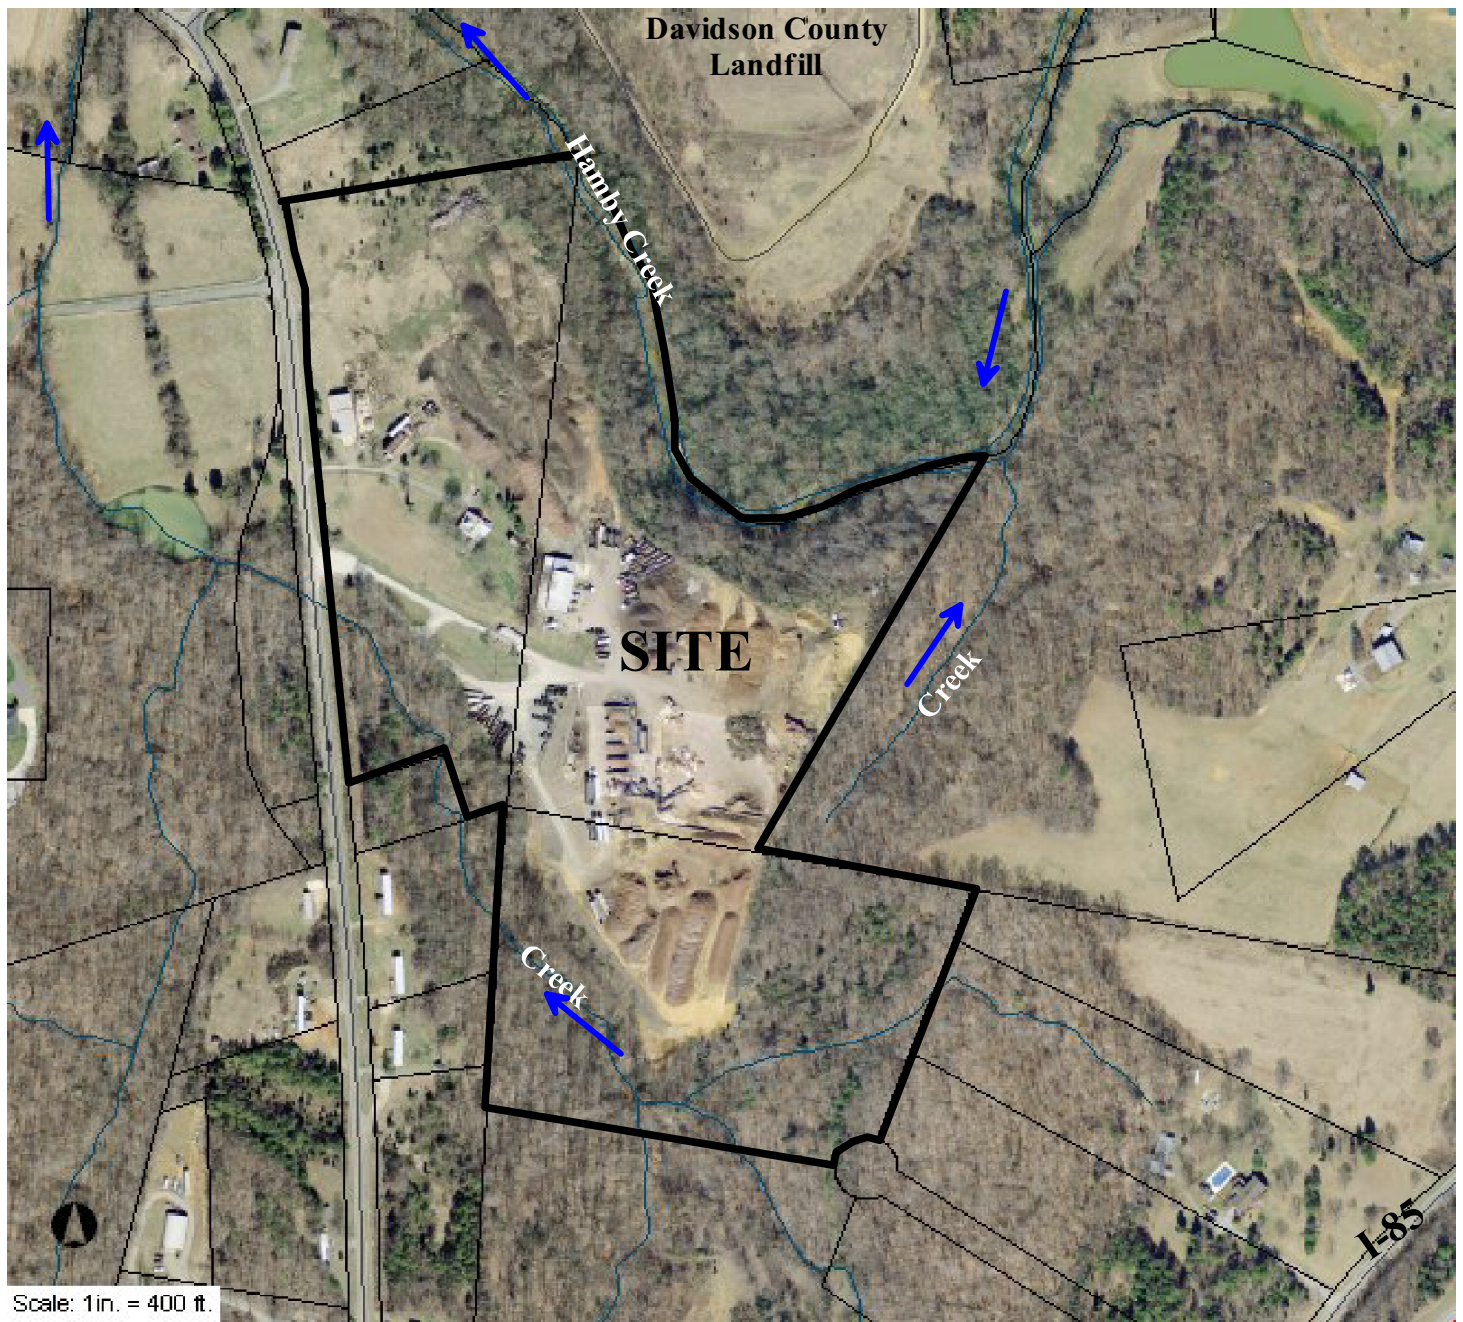 Davidson County
Landfill
Hamby Creek
SITE
Creek
Creek
I-85
Scale: 1in. = 400 ft.